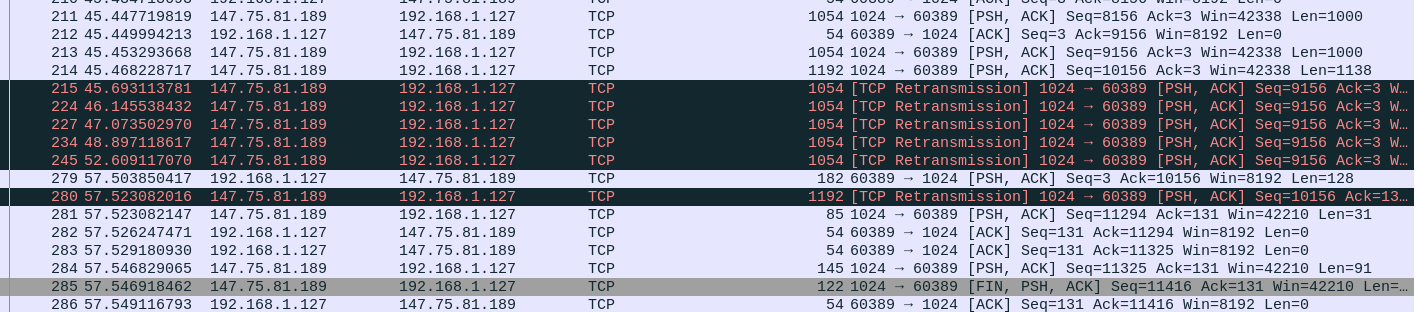 211 45.447719819 147.75.81.189 192.168.1.127 TCP 1054 1024 → 60389 [PSH, ACK] Seq=8156 Ack=3 Win=42338 Len=1000
212 45.449994213 192.168.1.127 147.75.81.189 TCP 54 60389 → 1024 [ACK] Seq=3 Ack=9156 Win=8192 Len=0
213 45.453293668 147.75.81.189 192.168.1.127 TCP 1054 1024 → 60389 [PSH, ACK] Seq=9156 Ack=3 Win=42338 Len=1000
214 45.468228717 147.75.81.189 192.168.1.127 TCP 1192 1024 → 60389 [PSH, ACK] Seq=10156 Ack=3 Win=42338 Len=1138
215 45.693113781 147.75.81.189 192.168.1.127 TCP 1054 [TCP Retransmission] 1024 → 60389 [PSH, ACK] Seq=9156 Ack=3 W…
224 46.145538432 147.75.81.189 192.168.1.127 TCP 1054 [TCP Retransmission] 1024 → 60389 [PSH, ACK] Seq=9156 Ack=3 W…
227 47.073502970 147.75.81.189 192.168.1.127 TCP 1054 [TCP Retransmission] 1024 → 60389 [PSH, ACK] Seq=9156 Ack=3 W…
234 48.897118617 147.75.81.189 192.168.1.127 TCP 1054 [TCP Retransmission] 1024 → 60389 [PSH, ACK] Seq=9156 Ack=3 W…
245 52.609117070 147.75.81.189 192.168.1.127 TCP 1054 [TCP Retransmission] 1024 → 60389 [PSH, ACK] Seq=9156 Ack=3 W…
279 57.503850417 192.168.1.127 147.75.81.189 TCP 182 60389 → 1024 [PSH, ACK] Seq=3 Ack=10156 Win=8192 Len=128
280 57.523082016 147.75.81.189 192.168.1.127 TCP 1192 [TCP Retransmission] 1024 → 60389 [PSH, ACK] Seq=10156 Ack=13…
281 57.523082147 147.75.81.189 192.168.1.127 TCP 85 1024 → 60389 [PSH, ACK] Seq=11294 Ack=131 Win=42210 Len=31
282 57.526247471 192.168.1.127 147.75.81.189 TCP 54 60389 → 1024 [ACK] Seq=131 Ack=11294 Win=8192 Len=0
283 57.529180930 192.168.1.127 147.75.81.189 TCP 54 60389 → 1024 [ACK] Seq=131 Ack=11325 Win=8192 Len=0
284 57.546829065 147.75.81.189 192.168.1.127 TCP 145 1024 → 60389 [PSH, ACK] Seq=11325 Ack=131 Win=42210 Len=91
285 57.546918462 147.75.81.189 192.168.1.127 TCP 122 1024 → 60389 [FIN, PSH, ACK] Seq=11416 Ack=131 Win=42210 Len=…
286 57.549116793 192.168.1.127 147.75.81.189 TCP 54 60389 → 1024 [ACK] Seq=131 Ack=11416 Win=8192 Len=0